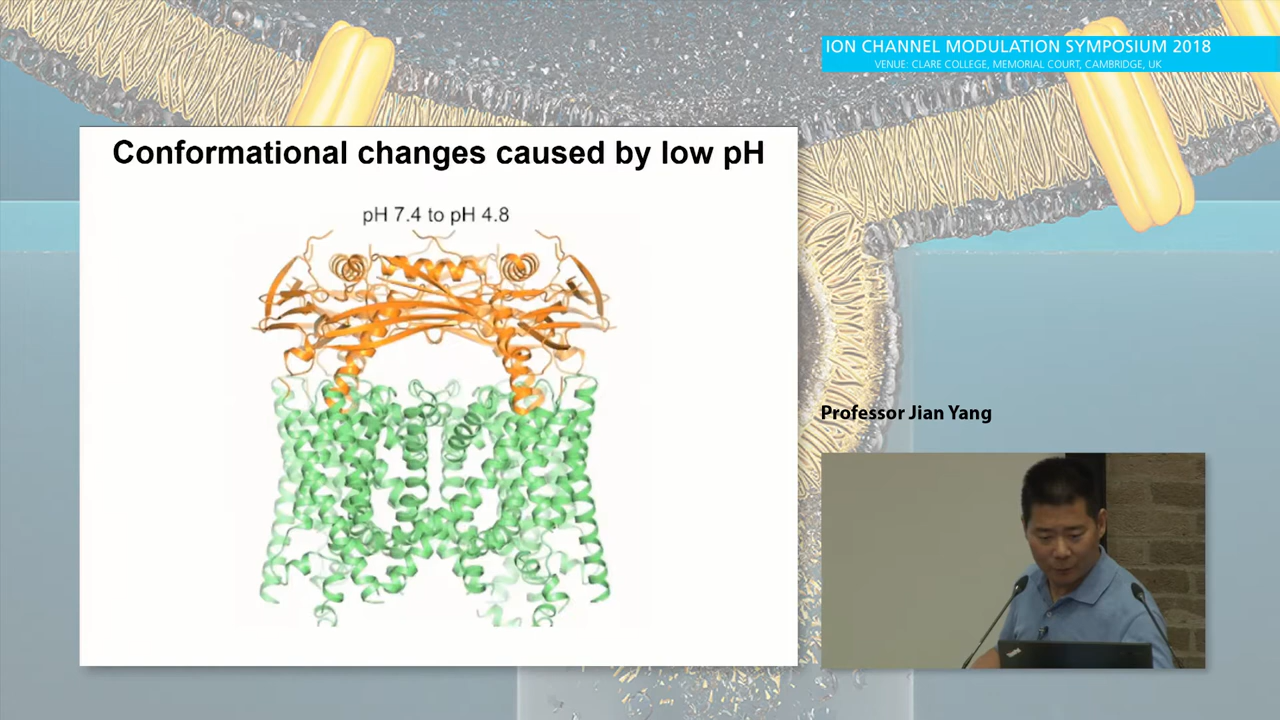 ION CHANNEL MODULATION SYMPOSIUM 2018
VENUE: CLARE COLLEGE, MEMORIAL COURT, CAMBRIDGE, UK
Conformational changes caused by low pH
pH 7.4 to pH 4.8
Professor Jian Yang